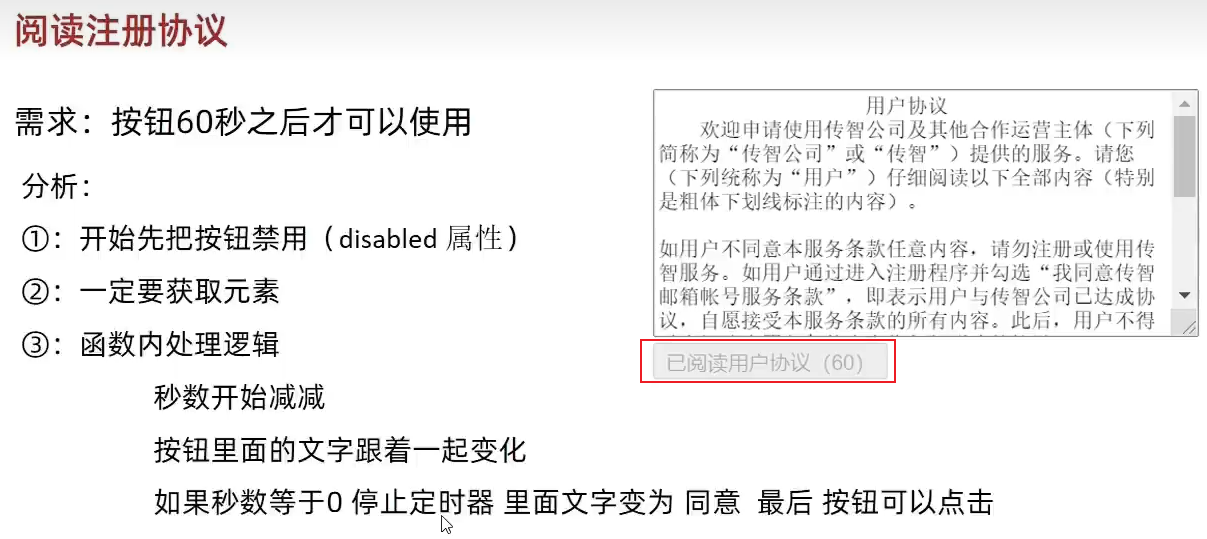 阅读注册协议
需求：按钮60秒之后才可以使用
分析：
①：开始先把按钮禁用（disabled 属性）
②：一定要获取元素
③：函数内处理逻辑
秒数开始减减
按钮里面的文字跟着一起变化
如果秒数等于0 停止定时器 里面文字变为 同意 最后 按钮可以点击
用户协议
欢迎申请使用传智公司及其他合作运营主体（下列
简称为“传智公司”或“传智”）提供的服务。请您
（下列统称为“用户”）仔细阅读以下全部内容（特别
是粗体下划线标注的内容）。
如用户不同意本服务条款任意内容，请勿注册或使用传
智服务。如用户通过进入注册程序并勾选“我同意传智
邮箱帐号服务条款”，即表示用户与传智公司已达成协
议，自愿接受本服务条款的所有内容。此后，用户不得
已阅读用户协议（60）